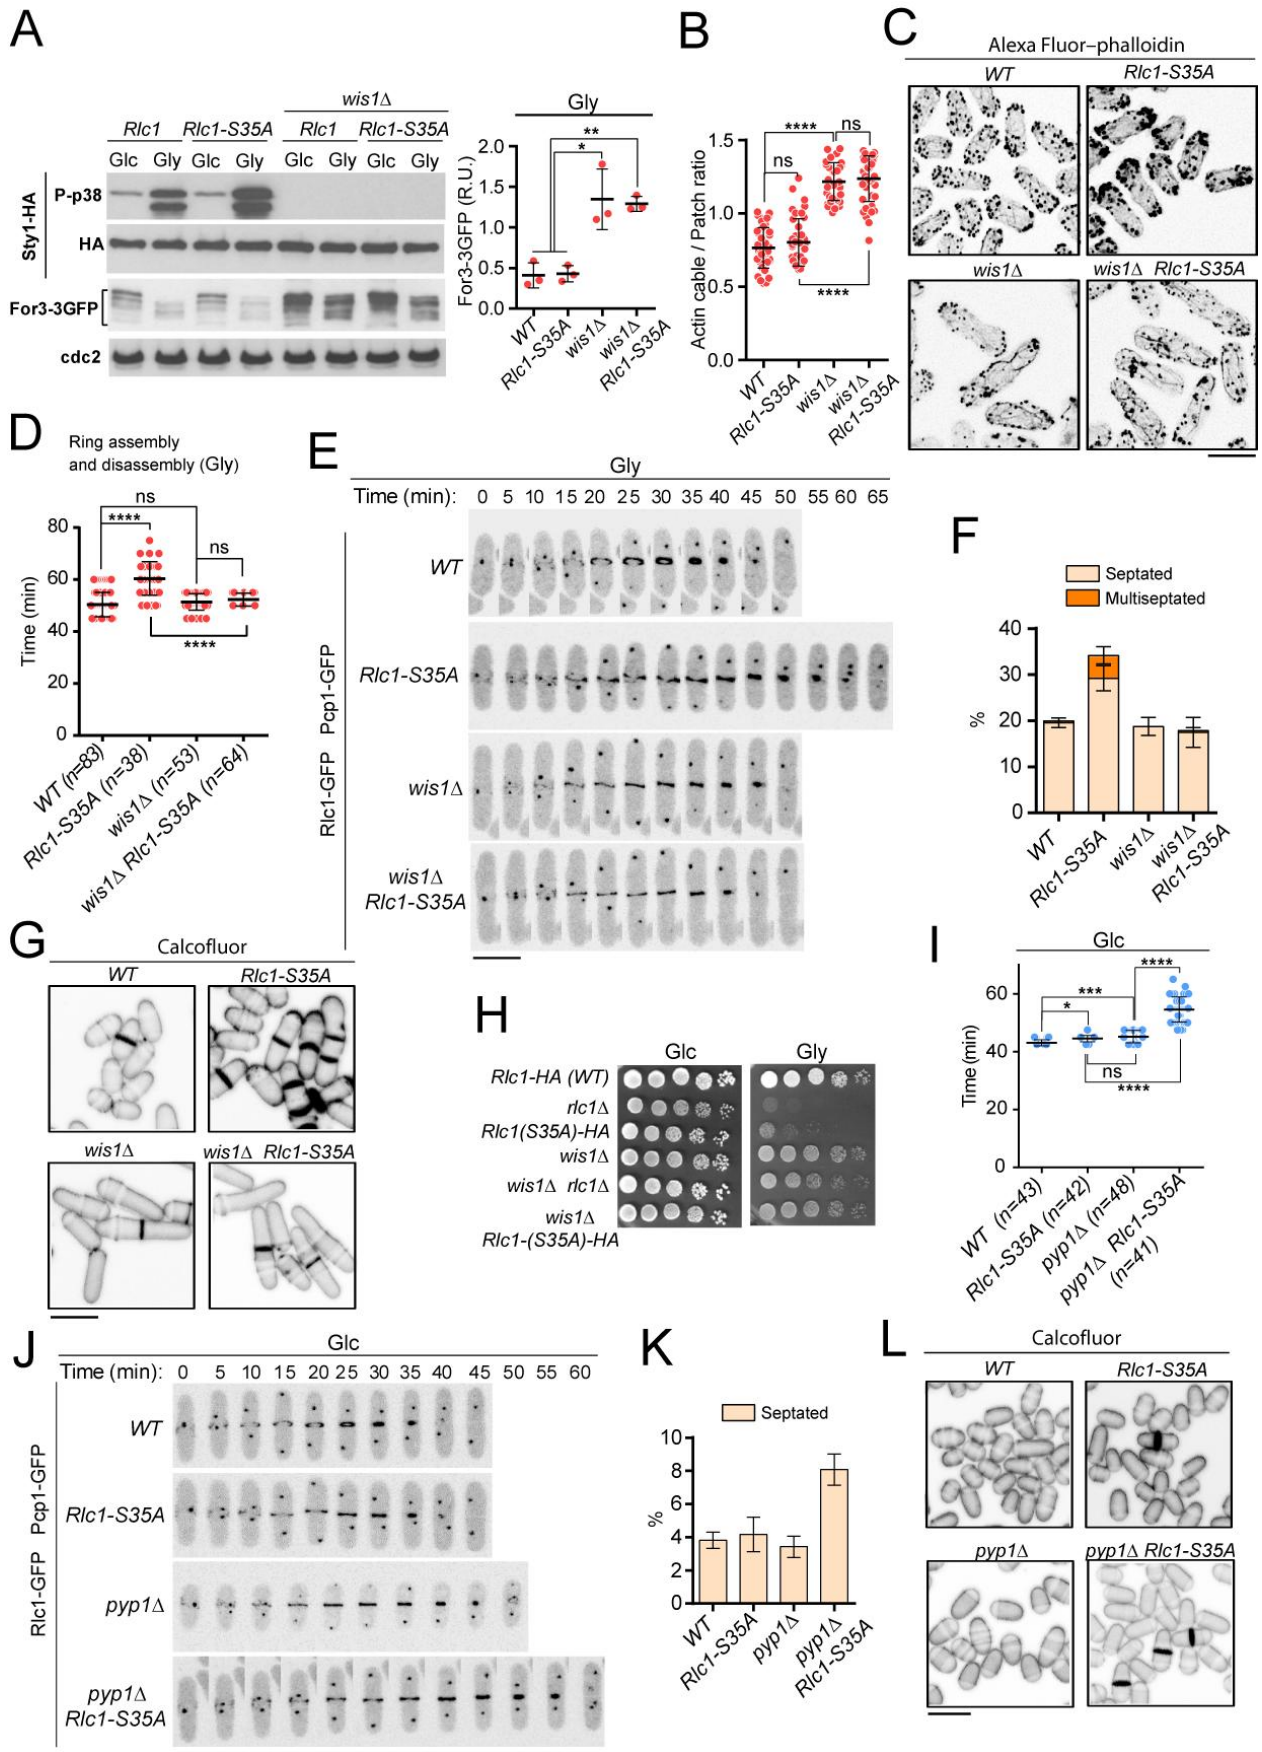 A
wis1Δ
Rlc1 Rlc1-S35A Rlc1 Rlc1-S35A
Glc Gly Glc Gly Glc Gly Glc Gly
Sty1-HA
P-p38
HA
For3-3GFP
cdc2
Gly
**
*
For3-3GFP (R.U.)
2.0
1.5
1.0
0.5
0.0
WT
Rlc1-S35A
wis1Δ
wis1Δ
Rlc1-S35A
B
**** ns
ns
****
Actin cable / Patch ratio
1.5
1.0
0.5
0.0
WT
Rlc1-S35A
wis1Δ
wis1Δ
Rlc1-S35A
C
Alexa Fluor–phalloidin
WT Rlc1-S35A
wis1Δ wis1Δ Rlc1-S35A
D
Ring assembly
and disassembly (Gly)
ns
****
ns
****
Time (min)
80
60
40
20
0
WT (n=83)
Rlc1-S35A (n=38)
wis1Δ (n=53)
wis1Δ Rlc1-S35A (n=64)
E
Gly
Time (min): 0 5 10 15 20 25 30 35 40 45 50 55 60 65
Rlc1-GFP Pcp1-GFP
WT
Rlc1-S35A
wis1Δ
wis1Δ
Rlc1-S35A
F
Septated
Multiseptated
%
40
30
20
10
0
WT
Rlc1-S35A
wis1Δ
wis1Δ
Rlc1-S35A
G
Calcofluor
WT Rlc1-S35A
wis1Δ wis1Δ Rlc1-S35A
H
Glc Gly
Rlc1-HA (WT)
rlc1Δ
Rlc1(S35A)-HA
wis1Δ
wis1Δ rlc1Δ
wis1Δ
Rlc1-(S35A)-HA
I
Glc
****
***
*
ns
****
Time (min)
60
40
20
0
WT (n=43)
Rlc1-S35A (n=42)
pyp1Δ (n=48)
pyp1Δ Rlc1-S35A
(n=41)
J
Glc
Time (min): 0 5 10 15 20 25 30 35 40 45 50 55 60
Rlc1-GFP Pcp1-GFP
WT
Rlc1-S35A
pyp1Δ
pyp1Δ
Rlc1-S35A
K
Septated
%
10
8
6
4
2
0
WT
Rlc1-S35A
pyp1Δ
pyp1Δ
Rlc1-S35A
L
Calcofluor
WT Rlc1-S35A
pyp1Δ pyp1Δ Rlc1-S35A